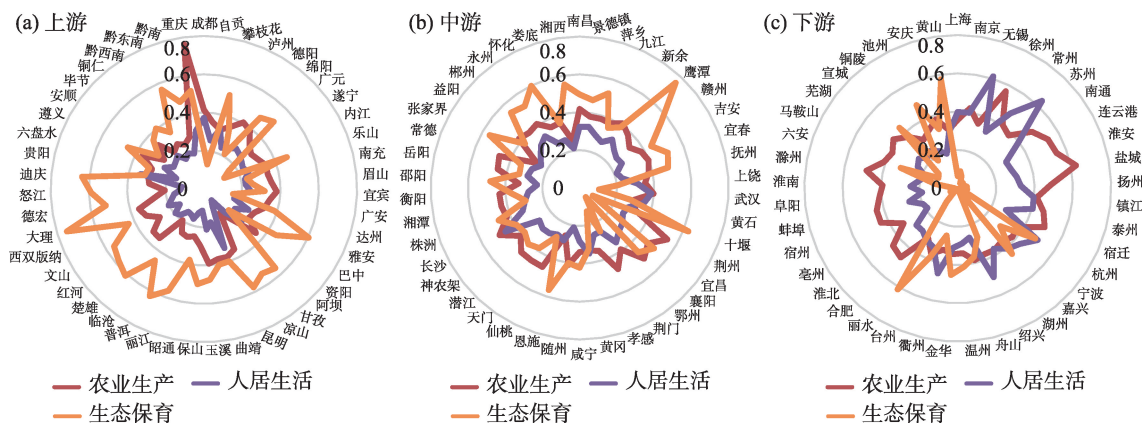 (a) 上游
重庆
成都
自贡
攀枝花
泸州
德阳
绵阳
广元
遂宁
内江
乐山
南充
眉山
宜宾
广安
达州
雅安
巴中
资阳
阿坝
甘孜
凉山
昆明
曲靖
玉溪
保山
昭通
丽江
普洱
临沧
楚雄
红河
文山
西双版纳
大理
德宏
怒江
迪庆
贵阳
六盘水
遵义
安顺
毕节
铜仁
黔西南
黔东南
黔南
0.8
0.6
0.4
0.2
0
农业生产
人居生活
生态保育
(b) 中游
南昌
景德镇
萍乡
九江
新余
鹰潭
赣州
吉安
宜春
抚州
上饶
武汉
黄石
十堰
荆州
宜昌
襄阳
鄂州
荆门
孝感
黄冈
咸宁
随州
恩施
仙桃
天门
潜江
神农架
长沙
株洲
湘潭
衡阳
邵阳
岳阳
常德
张家界
益阳
郴州
永州
怀化
娄底
湘西
0.8
0.6
0.4
0.2
0
农业生产
人居生活
生态保育
(c) 下游
上海
南京
无锡
徐州
常州
苏州
南通
连云港
淮安
盐城
扬州
镇江
泰州
宿迁
杭州
宁波
嘉兴
湖州
绍兴
舟山
温州
金华
衢州
台州
丽水
合肥
淮北
亳州
宿州
蚌埠
阜阳
淮南
滁州
六安
马鞍山
芜湖
宣城
铜陵
池州
安庆
黄山
0.8
0.6
0.4
0.2
0
农业生产
人居生活
生态保育